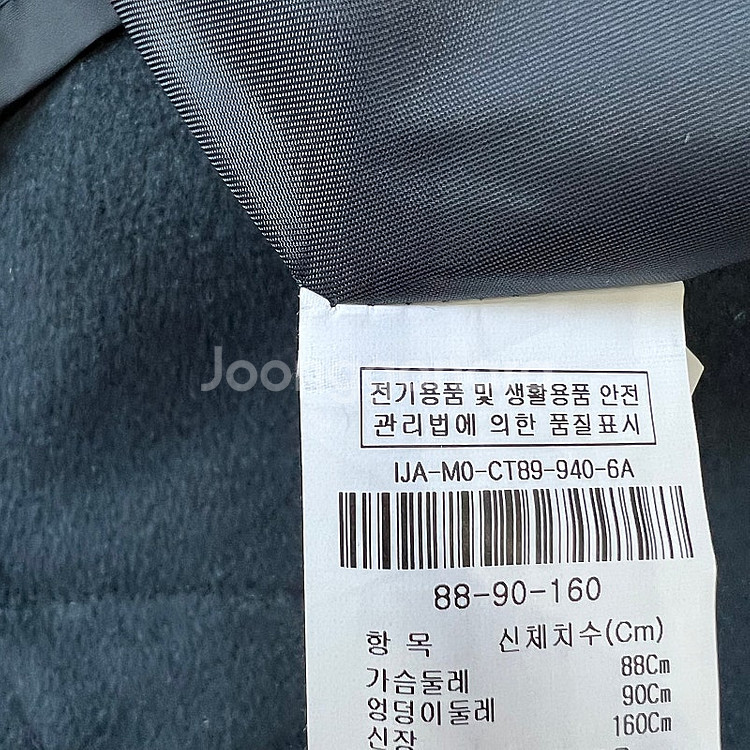 전기용품 및 생활용품 안전
관리법에 의한 품질표시
IJA-M0-CT89-940-6A
88-90-160
항 목 신체치수(Cm)
가슴둘레 88Cm
엉덩이둘레 90Cm
신장 160Cm